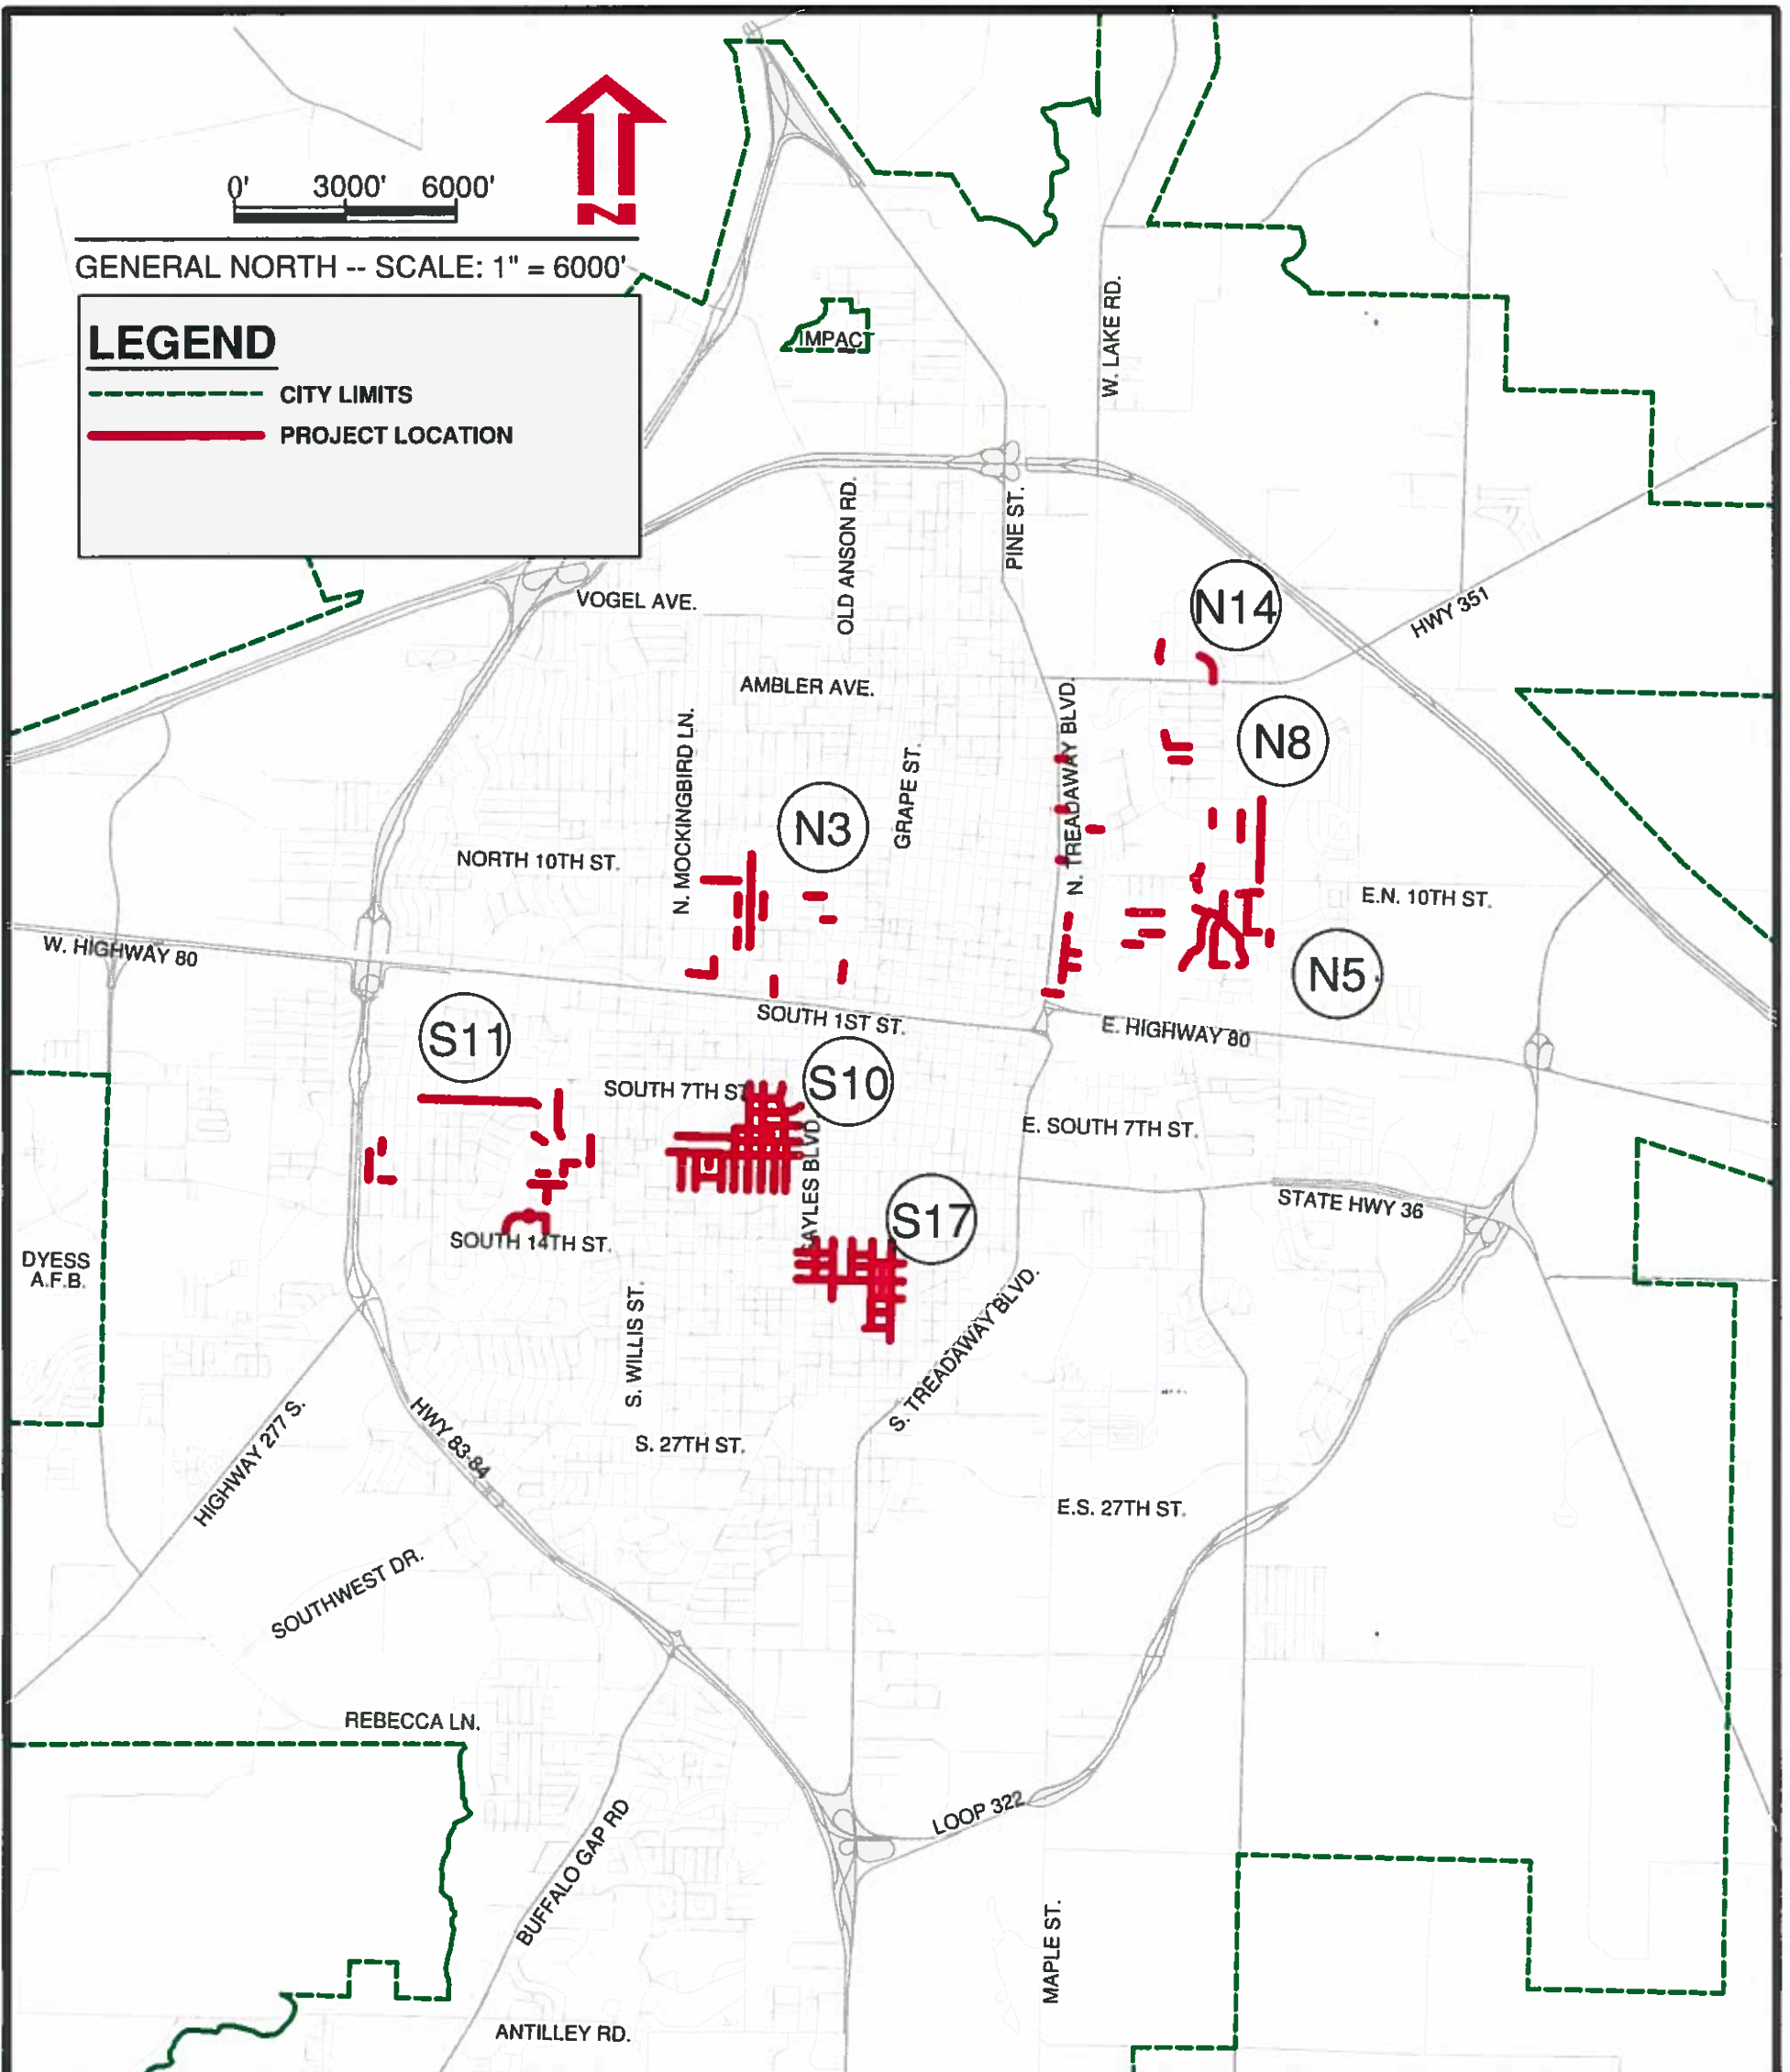 0' 3000' 6000'
N
GENERAL NORTH -- SCALE: 1" = 6000'
LEGEND
CITY LIMITS
PROJECT LOCATION
IMPACT
W. LAKE RD.
OLD ANSON RD.
PINE ST.
VOGEL AVE.
N14
HWY 351
AMBLER AVE.
N. MOCKINGBIRD LN.
N. TREADAWAY BLVD.
N8
GRAPE ST.
N3
NORTH 10TH ST.
E.N. 10TH ST.
W. HIGHWAY 80
N5
SOUTH 1ST ST.
E. HIGHWAY 80
S11
S10
SOUTH 7TH ST
E. SOUTH 7TH ST.
SAYLES BLVD
S17
STATE HWY 36
SOUTH 14TH ST.
DYESS
A.F.B.
S. WILLIS ST.
S. TREADAWAY BLVD.
HIGHWAY 277 S.
HWY 83-84
S. 27TH ST.
E.S. 27TH ST.
SOUTHWEST DR.
REBECCA LN.
LOOP 322
BUFFALO GAP RD
MAPLE ST.
ANTILLEY RD.